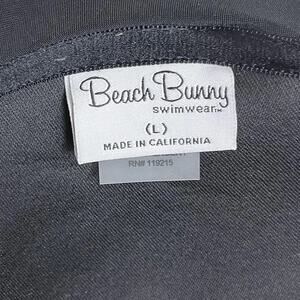 Beach Bunny
swimwear™
(L)
MADE IN CALIFORNIA
RN# 119215